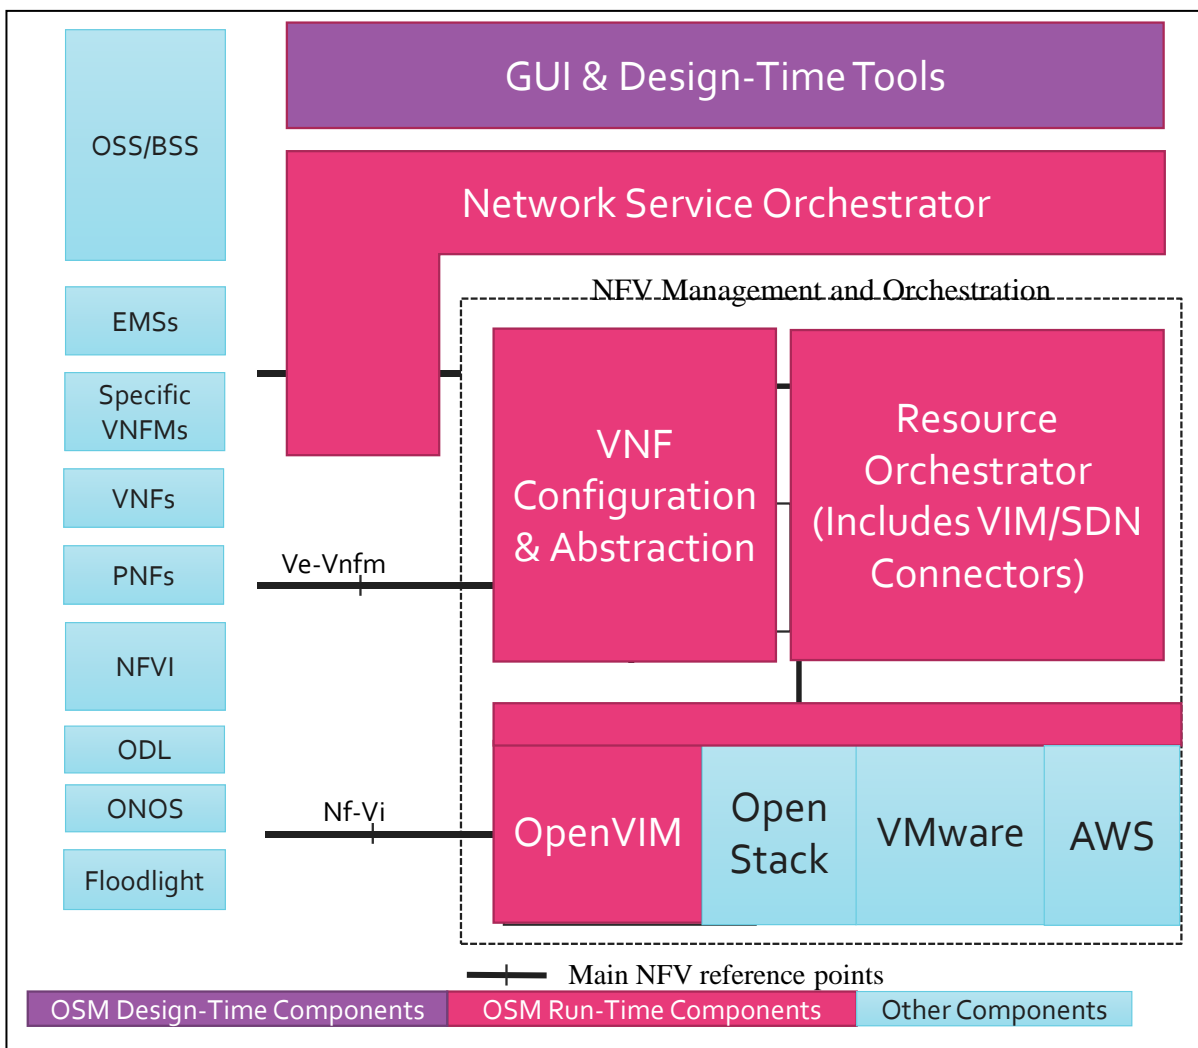 GUI & Design-Time Tools
OSS/BSS
Network Service Orchestrator
NFV Management and Orchestration
EMSs
Specific
VNFMs
VNFs
PNFs
NFVI
ODL
ONOS
Floodlight
VNF
Configuration
& Abstraction
Resource
Orchestrator
(Includes VIM/SDN
Connectors)
Ve-Vnfm
Nf-Vi
OpenVIM
Open
Stack
VMware
AWS
Main NFV reference points
OSM Design-Time Components
OSM Run-Time Components
Other Components